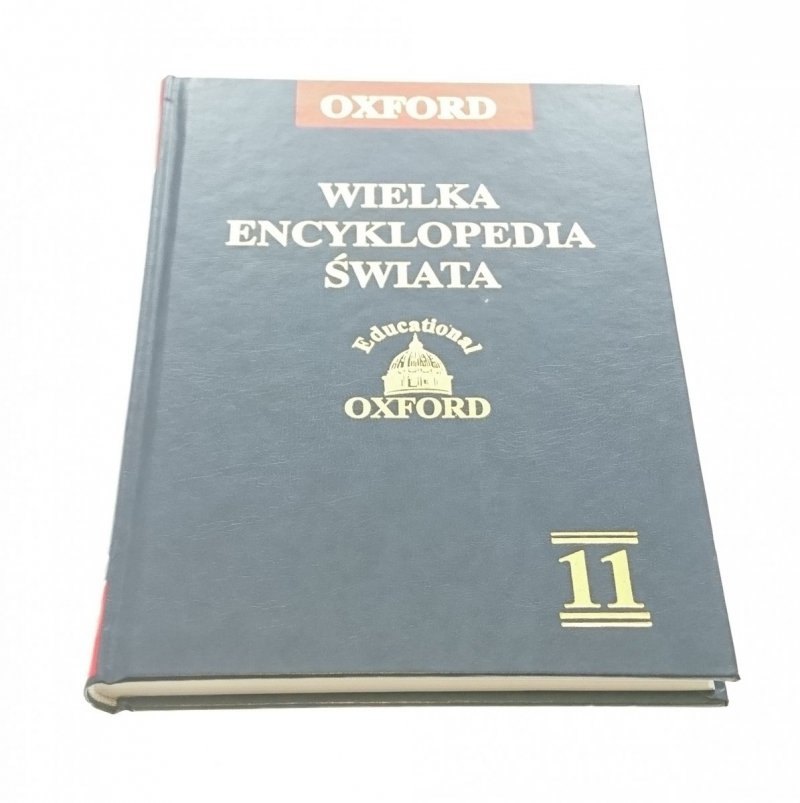 OXFORD
WIELKA
ENCYKLOPEDIA
ŚWIATA
Educational
OXFORD
11